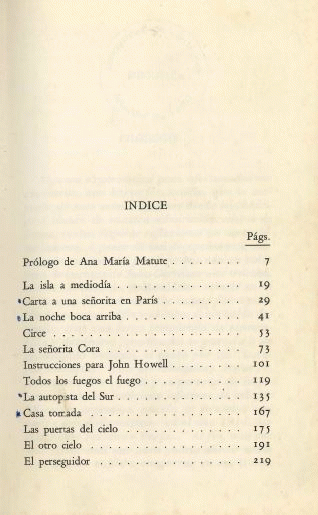 INDICE
Págs.
Prólogo de Ana María Matute . . . . . . . . 7
La isla a mediodía . . . . . . . . . . . . . 19
Carta a una señorita en París . . . . . . . . 29
La noche boca arriba . . . . . . . . . . . . 41
Circe . . . . . . . . . . . . . . . . . . . 53
La señorita Cora . . . . . . . . . . . . . . 73
Instrucciones para John Howell . . . . . . . 101
Todos los fuegos el fuego . . . . . . . . . . 119
La autopista del Sur . . . . . . . . . . . . 135
Casa tomada . . . . . . . . . . . . . . . . 167
Las puertas del cielo . . . . . . . . . . . . 175
El otro cielo . . . . . . . . . . . . . . . . 191
El perseguidor . . . . . . . . . . . . . . . 219